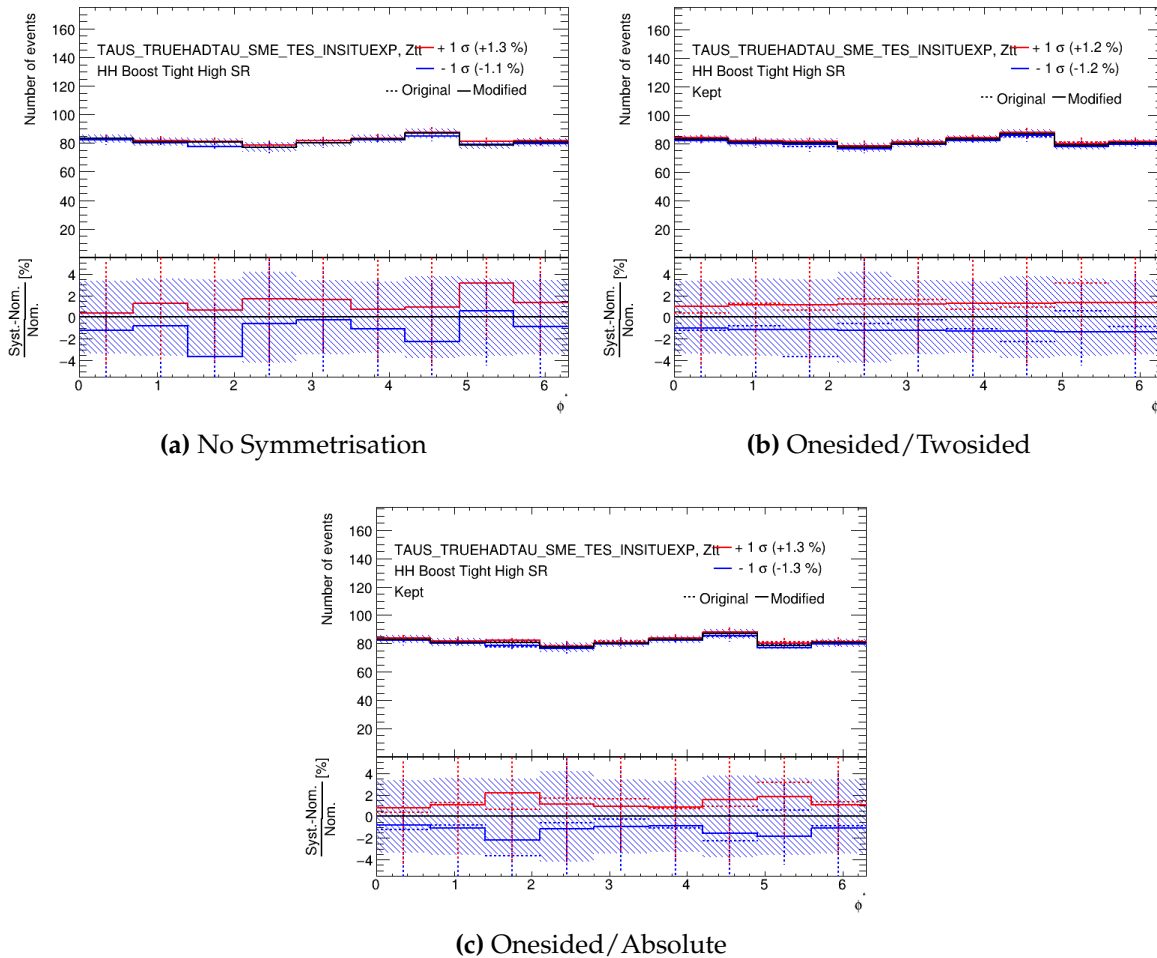 Number of events
160
140
120
100
80
60
40
20
TAUS_TRUEHADTAU_SME_TES_INSITUEXP, Ztt
HH Boost Tight High SR
+ 1 σ (+1.3 %)
- 1 σ (-1.1 %)
Original Modified
Syst.-Nom. [%]
Nom.
4
2
0
−2
−4
0 1 2 3 4 5 6
ϕ*
(a) No Symmetrisation
Number of events
160
140
120
100
80
60
40
20
TAUS_TRUEHADTAU_SME_TES_INSITUEXP, Ztt
HH Boost Tight High SR
Kept
+ 1 σ (+1.2 %)
- 1 σ (-1.2 %)
Original Modified
Syst.-Nom. [%]
Nom.
4
2
0
−2
−4
0 1 2 3 4 5 6
ϕ*
(b) Onesided/Twosided
Number of events
160
140
120
100
80
60
40
20
TAUS_TRUEHADTAU_SME_TES_INSITUEXP, Ztt
HH Boost Tight High SR
Kept
+ 1 σ (+1.3 %)
- 1 σ (-1.3 %)
Original Modified
Syst.-Nom. [%]
Nom.
4
2
0
−2
−4
0 1 2 3 4 5 6
ϕ*
(c) Onesided/Absolute